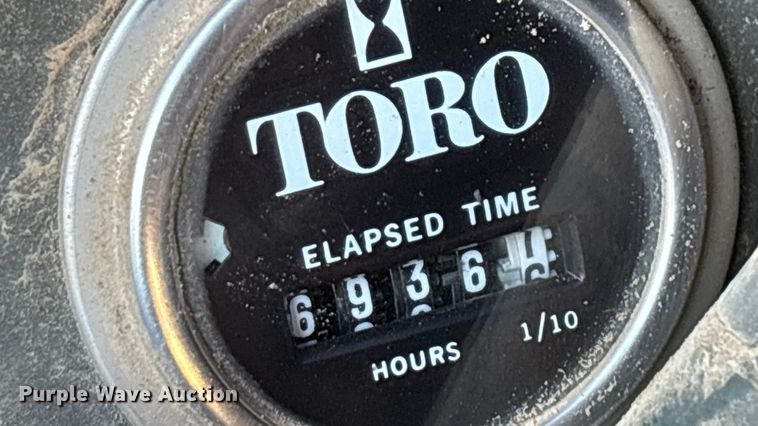 TORO
ELAPSED TIME
6936
HOURS 1/10
Purple Wave Auction®